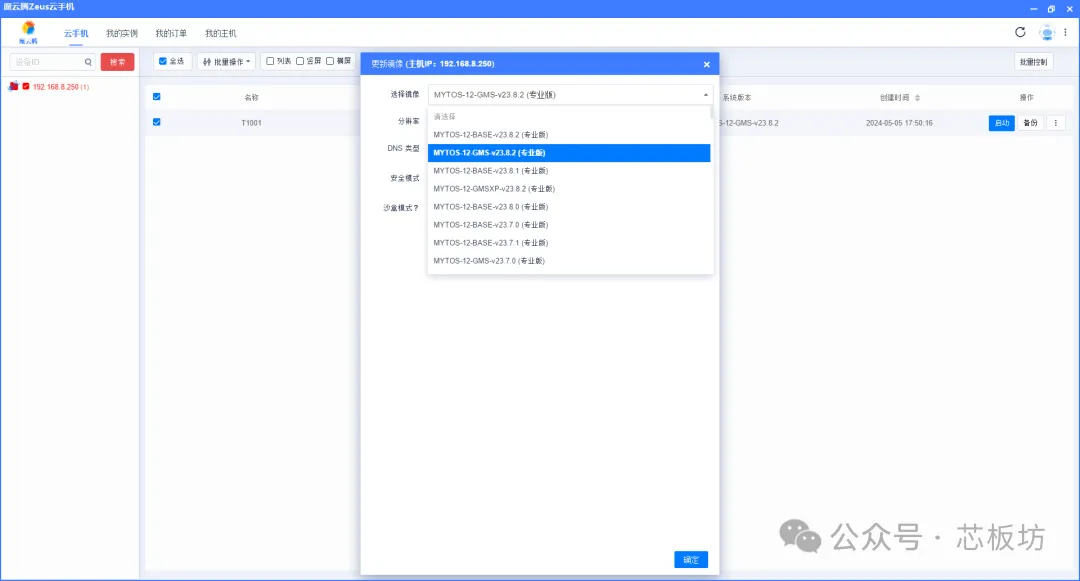 魔云腾Zeus云手机
魔云腾
云手机 我的实例 我的订单 我的主机
设备ID 搜索
192.168.8.250 (1)
全选 批量操作 列表 竖屏 横屏 批量控制
更新镜像 (主机IP：192.168.8.250)
选择镜像 MYTOS-12-GMS-v23.8.2 (专业版)
分辨率
DNS 类型
安全模式
沙盒模式？
请选择
MYTOS-12-BASE-v23.8.2 (专业版)
MYTOS-12-GMS-v23.8.2 (专业版)
MYTOS-12-BASE-v23.8.1 (专业版)
MYTOS-12-GMSXP-v23.8.2 (专业版)
MYTOS-12-BASE-v23.8.0 (专业版)
MYTOS-12-BASE-v23.7.0 (专业版)
MYTOS-12-BASE-v23.7.1 (专业版)
MYTOS-12-GMS-v23.7.0 (专业版)
名称 系统版本 创建时间 操作
T1001 S-12-GMS-v23.8.2 2024-05-05 17:50:16 启动 备份
确定
公众号 · 芯板坊